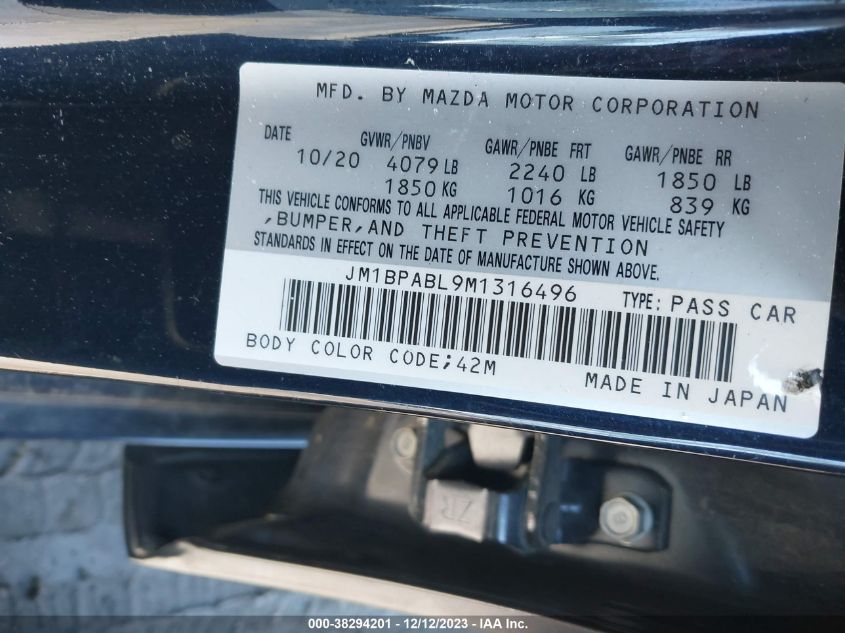 MFD. BY MAZDA MOTOR CORPORATION
DATE GVWR/PNBV GAWR/PNBE FRT GAWR/PNBE RR
10/20 4079 LB 2240 LB 1850 LB
1850 KG 1016 KG 839 KG
THIS VEHICLE CONFORMS TO ALL APPLICABLE FEDERAL MOTOR VEHICLE SAFETY
,BUMPER,AND THEFT PREVENTION
STANDARDS IN EFFECT ON THE DATE OF MANUFACTURE SHOWN ABOVE.
JM1BPABL9M1316496 TYPE: PASS CAR
BODY COLOR CODE;42M
MADE IN JAPAN
ZR
000-38294201 - 12/12/2023 - IAA Inc.